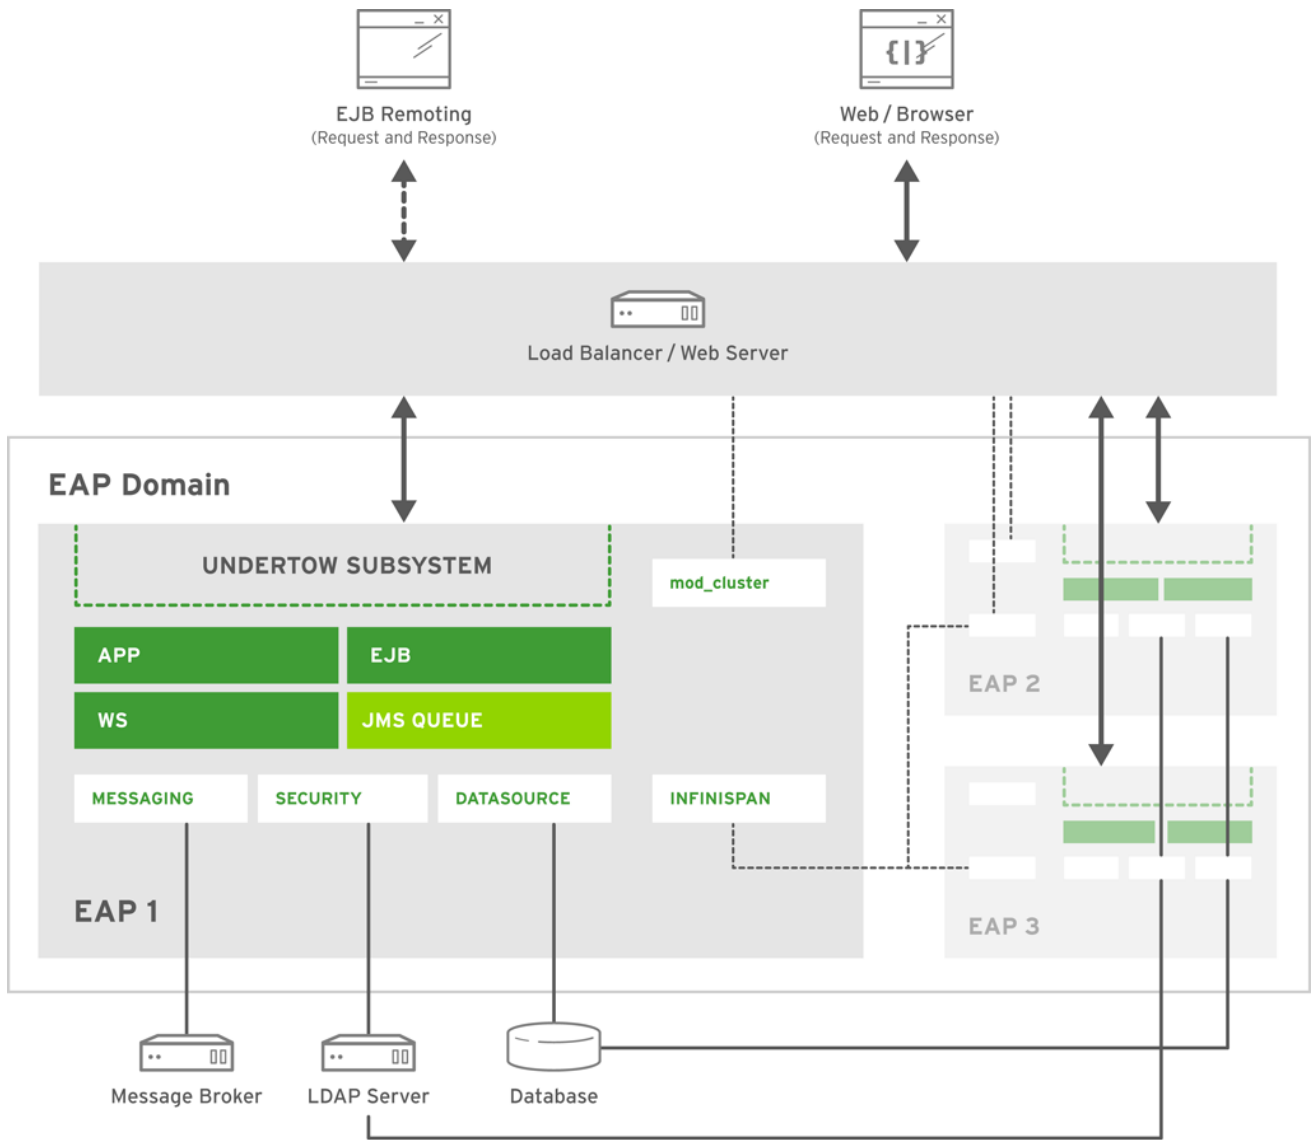 EJB Remoting
(Request and Response)
Web / Browser
(Request and Response)
Load Balancer / Web Server
EAP Domain
UNDERTOW SUBSYSTEM
mod_cluster
APP
EJB
WS
JMS QUEUE
MESSAGING
SECURITY
DATASOURCE
INFINISPAN
EAP 1
EAP 2
EAP 3
Message Broker
LDAP Server
Database